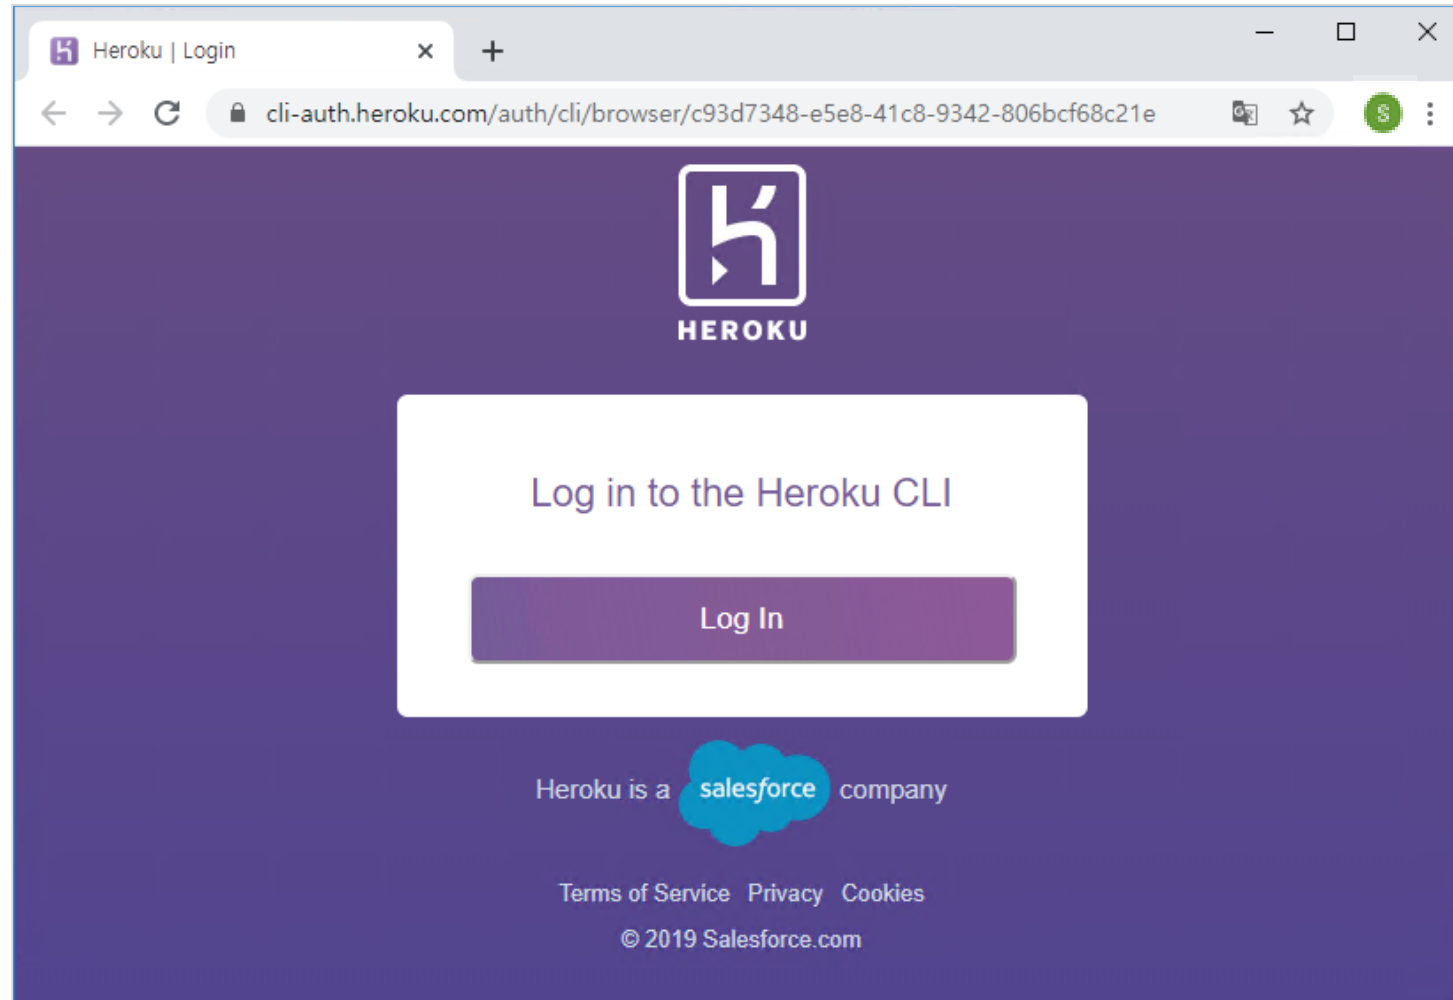 Heroku | Login
cli-auth.heroku.com/auth/cli/browser/c93d7348-e5e8-41c8-9342-806bcf68c21e
S
HEROKU
Log in to the Heroku CLI
Log In
Heroku is a salesforce company
Terms of Service Privacy Cookies
© 2019 Salesforce.com